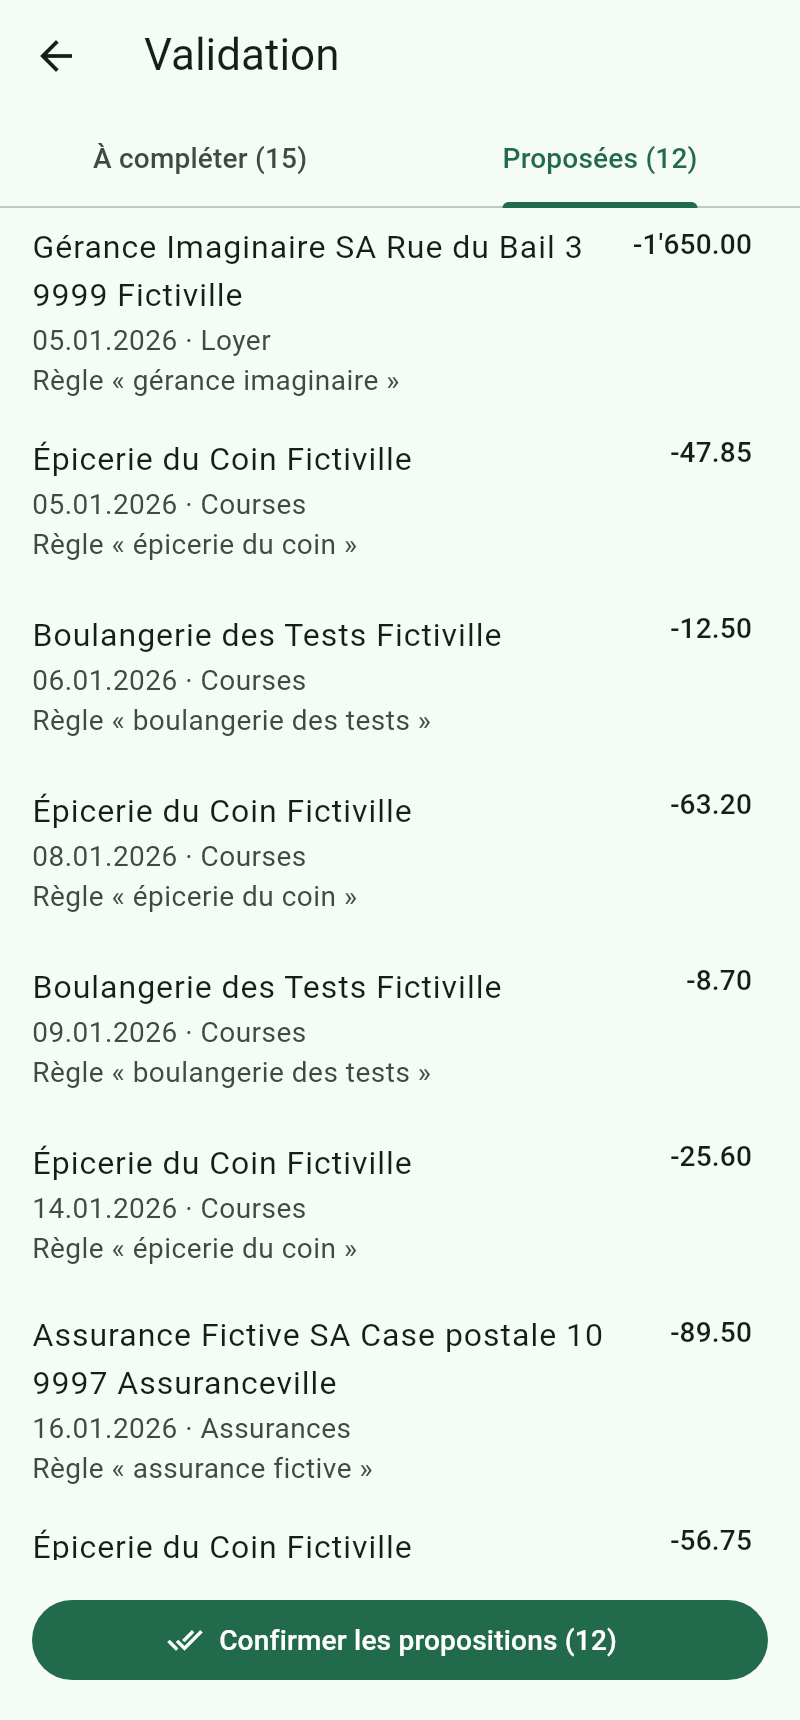 Validation
À compléter (15)
Proposées (12)
Gérance Imaginaire SA Rue du Bail 3
9999 Fictiville
-1'650.00
05.01.2026 · Loyer
Règle « gérance imaginaire »
Épicerie du Coin Fictiville
-47.85
05.01.2026 · Courses
Règle « épicerie du coin »
Boulangerie des Tests Fictiville
-12.50
06.01.2026 · Courses
Règle « boulangerie des tests »
Épicerie du Coin Fictiville
-63.20
08.01.2026 · Courses
Règle « épicerie du coin »
Boulangerie des Tests Fictiville
-8.70
09.01.2026 · Courses
Règle « boulangerie des tests »
Épicerie du Coin Fictiville
-25.60
14.01.2026 · Courses
Règle « épicerie du coin »
Assurance Fictive SA Case postale 10
9997 Assuranceville
-89.50
16.01.2026 · Assurances
Règle « assurance fictive »
Épicerie du Coin Fictiville
-56.75
Confirmer les propositions (12)